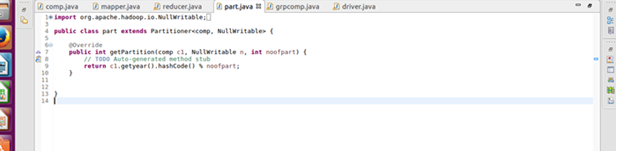 comp.java mapper.java reducer.java part.java grpcomp.java driver.java
1 import org.apache.hadoop.io.NullWritable;
3
4 public class part extends Partitioner<comp, NullWritable> {
5
6 @Override
7 public int getPartition(comp c1, NullWritable n, int noofpart) {
8 // TODO Auto-generated method stub
9 return c1.getyear().hashCode() % noofpart;
10 }
11
12
13 }
14